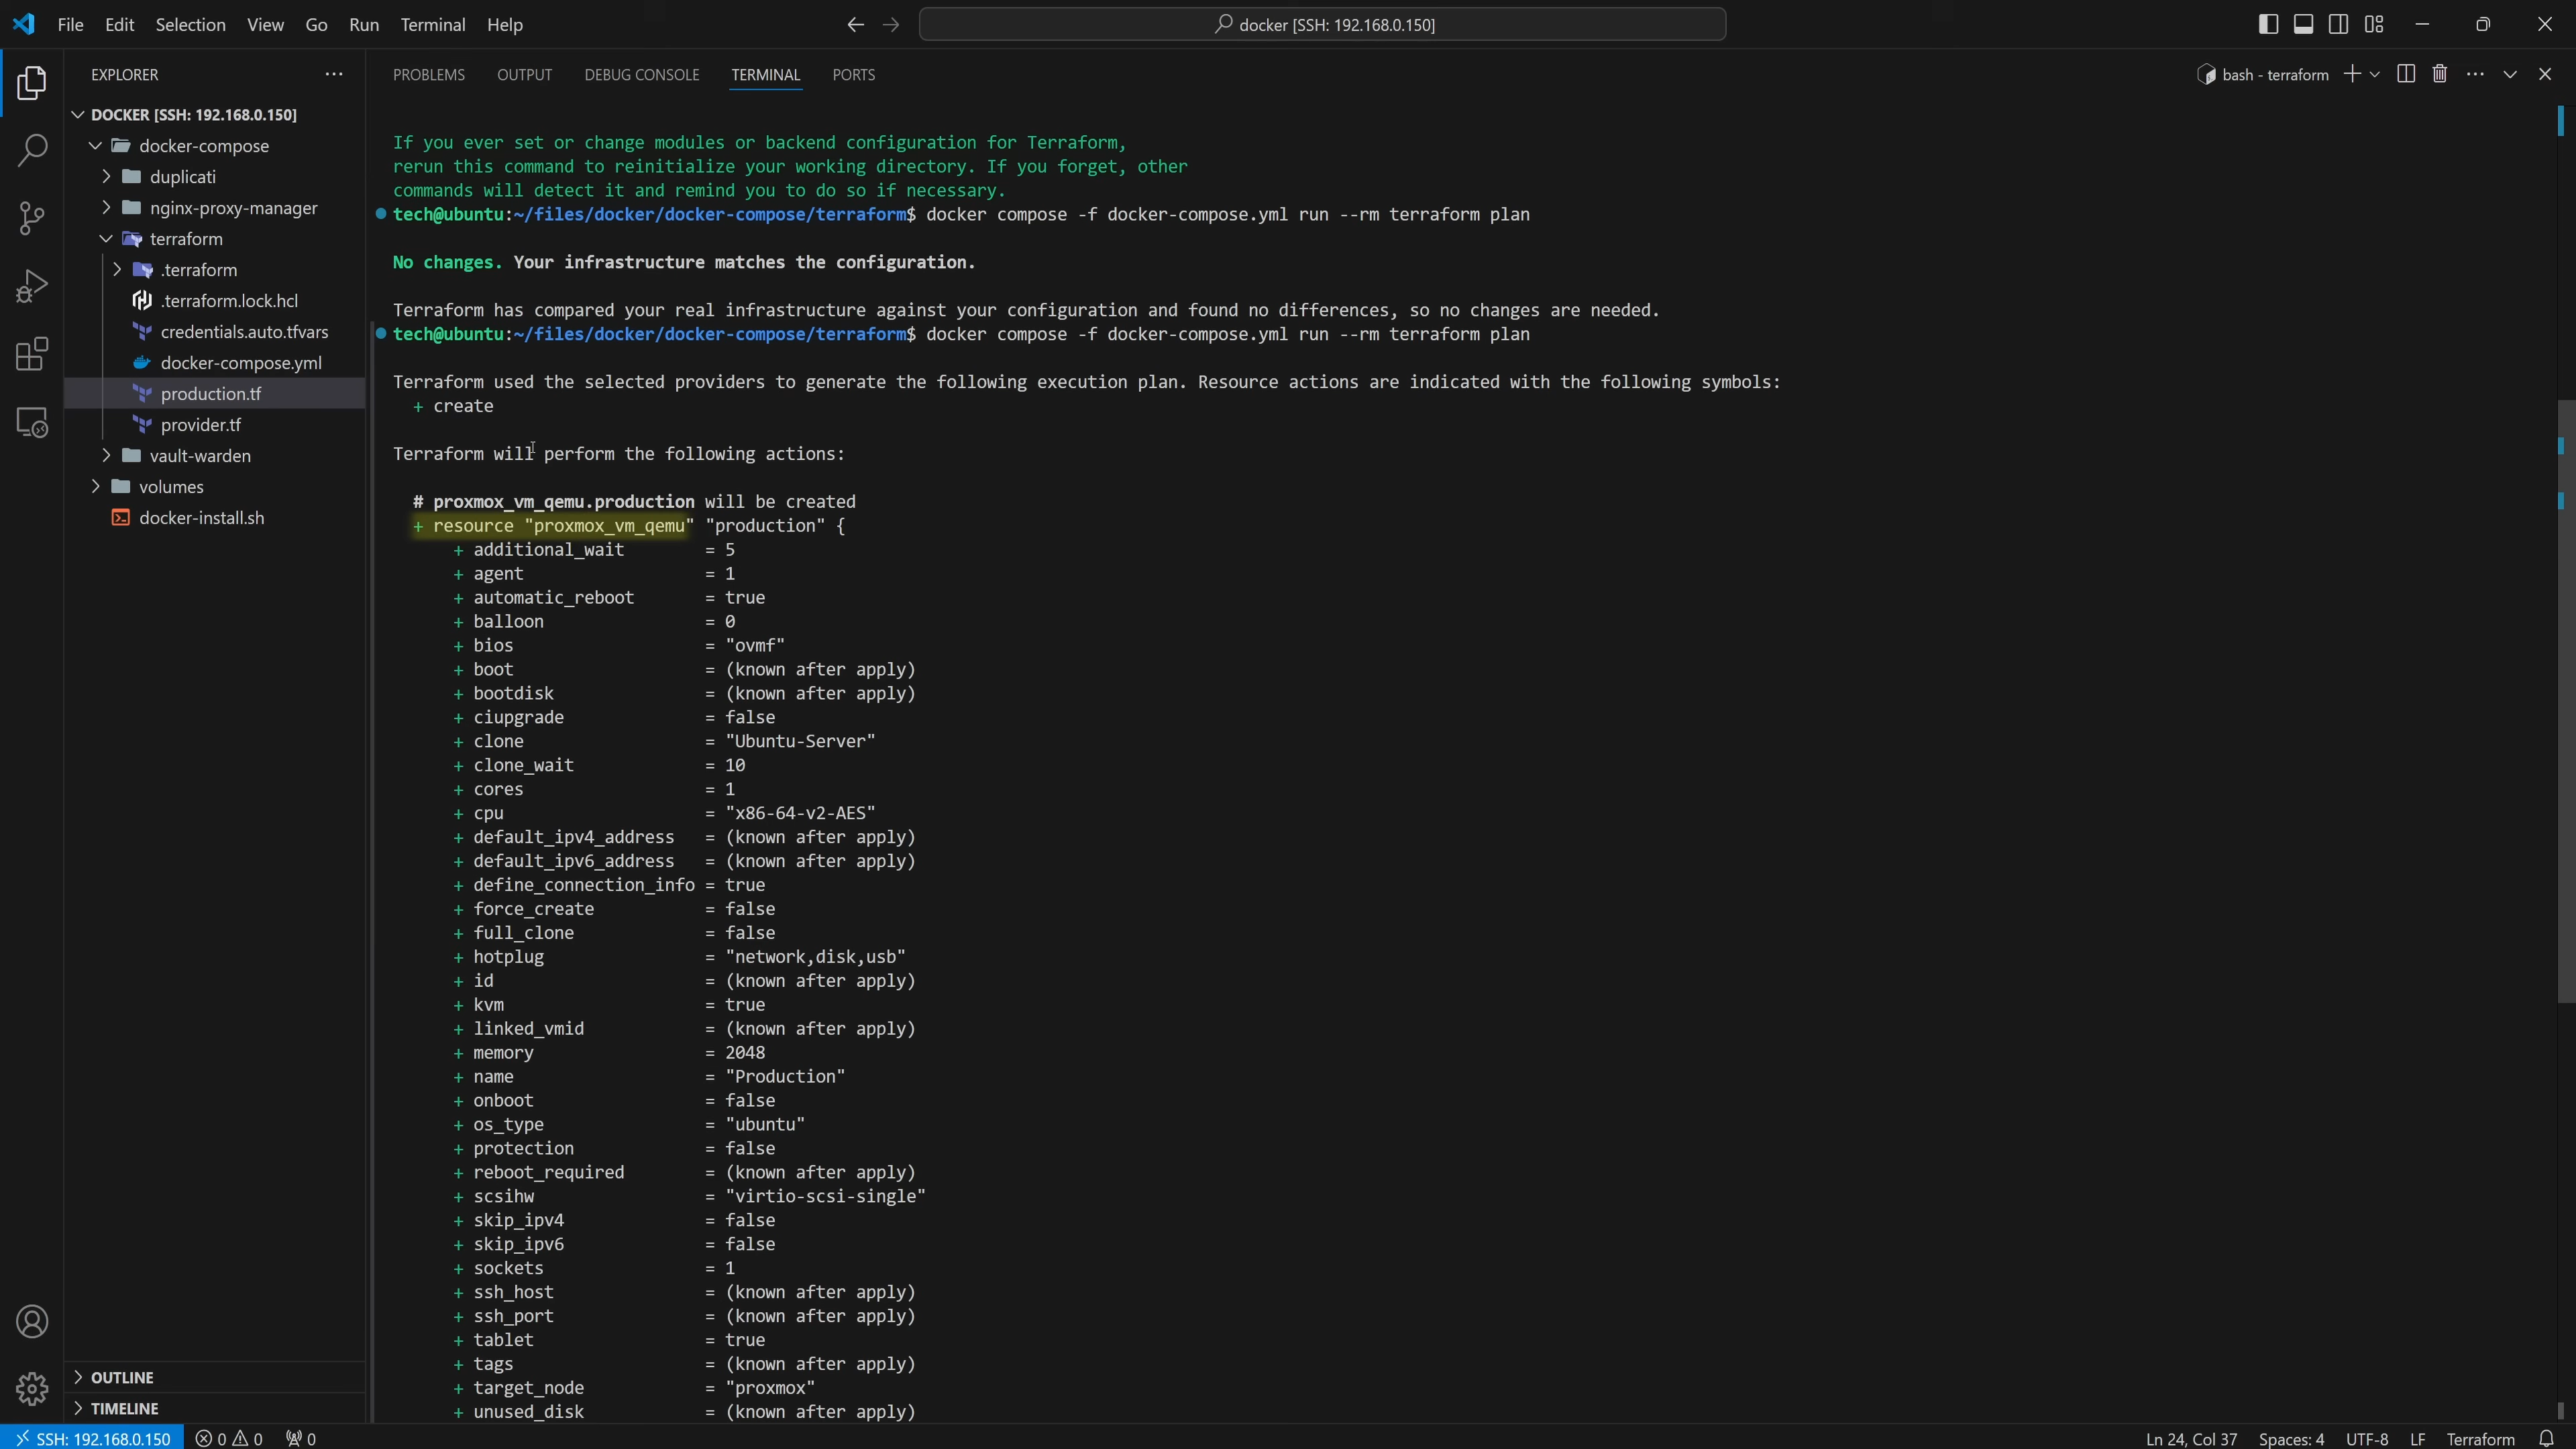 File Edit Selection View Go Run Terminal Help
docker [SSH: 192.168.0.150]
EXPLORER
DOCKER [SSH: 192.168.0.150]
docker-compose
duplicati
nginx-proxy-manager
terraform
.terraform
.terraform.lock.hcl
credentials.auto.tfvars
docker-compose.yml
production.tf
provider.tf
vault-warden
volumes
docker-install.sh
OUTLINE
TIMELINE
PROBLEMS OUTPUT DEBUG CONSOLE TERMINAL PORTS
bash - terraform
If you ever set or change modules or backend configuration for Terraform,
rerun this command to reinitialize your working directory. If you forget, other
commands will detect it and remind you to do so if necessary.
tech@ubuntu:~/files/docker/docker-compose/terraform$ docker compose -f docker-compose.yml run --rm terraform plan
No changes. Your infrastructure matches the configuration.
Terraform has compared your real infrastructure against your configuration and found no differences, so no changes are needed.
tech@ubuntu:~/files/docker/docker-compose/terraform$ docker compose -f docker-compose.yml run --rm terraform plan
Terraform used the selected providers to generate the following execution plan. Resource actions are indicated with the following symbols:
+ create
Terraform will perform the following actions:
# proxmox_vm_qemu.production will be created
+ resource "proxmox_vm_qemu" "production" {
+ additional_wait = 5
+ agent = 1
+ automatic_reboot = true
+ balloon = 0
+ bios = "ovmf"
+ boot = (known after apply)
+ bootdisk = (known after apply)
+ ciupgrade = false
+ clone = "Ubuntu-Server"
+ clone_wait = 10
+ cores = 1
+ cpu = "x86-64-v2-AES"
+ default_ipv4_address = (known after apply)
+ default_ipv6_address = (known after apply)
+ define_connection_info = true
+ force_create = false
+ full_clone = false
+ hotplug = "network,disk,usb"
+ id = (known after apply)
+ kvm = true
+ linked_vmid = (known after apply)
+ memory = 2048
+ name = "Production"
+ onboot = false
+ os_type = "ubuntu"
+ protection = false
+ reboot_required = (known after apply)
+ scsihw = "virtio-scsi-single"
+ skip_ipv4 = false
+ skip_ipv6 = false
+ sockets = 1
+ ssh_host = (known after apply)
+ ssh_port = (known after apply)
+ tablet = true
+ tags = (known after apply)
+ target_node = "proxmox"
+ unused_disk = (known after apply)
SSH: 192.168.0.150 0 0 0 Ln 24, Col 37 Spaces: 4 UTF-8 LF Terraform